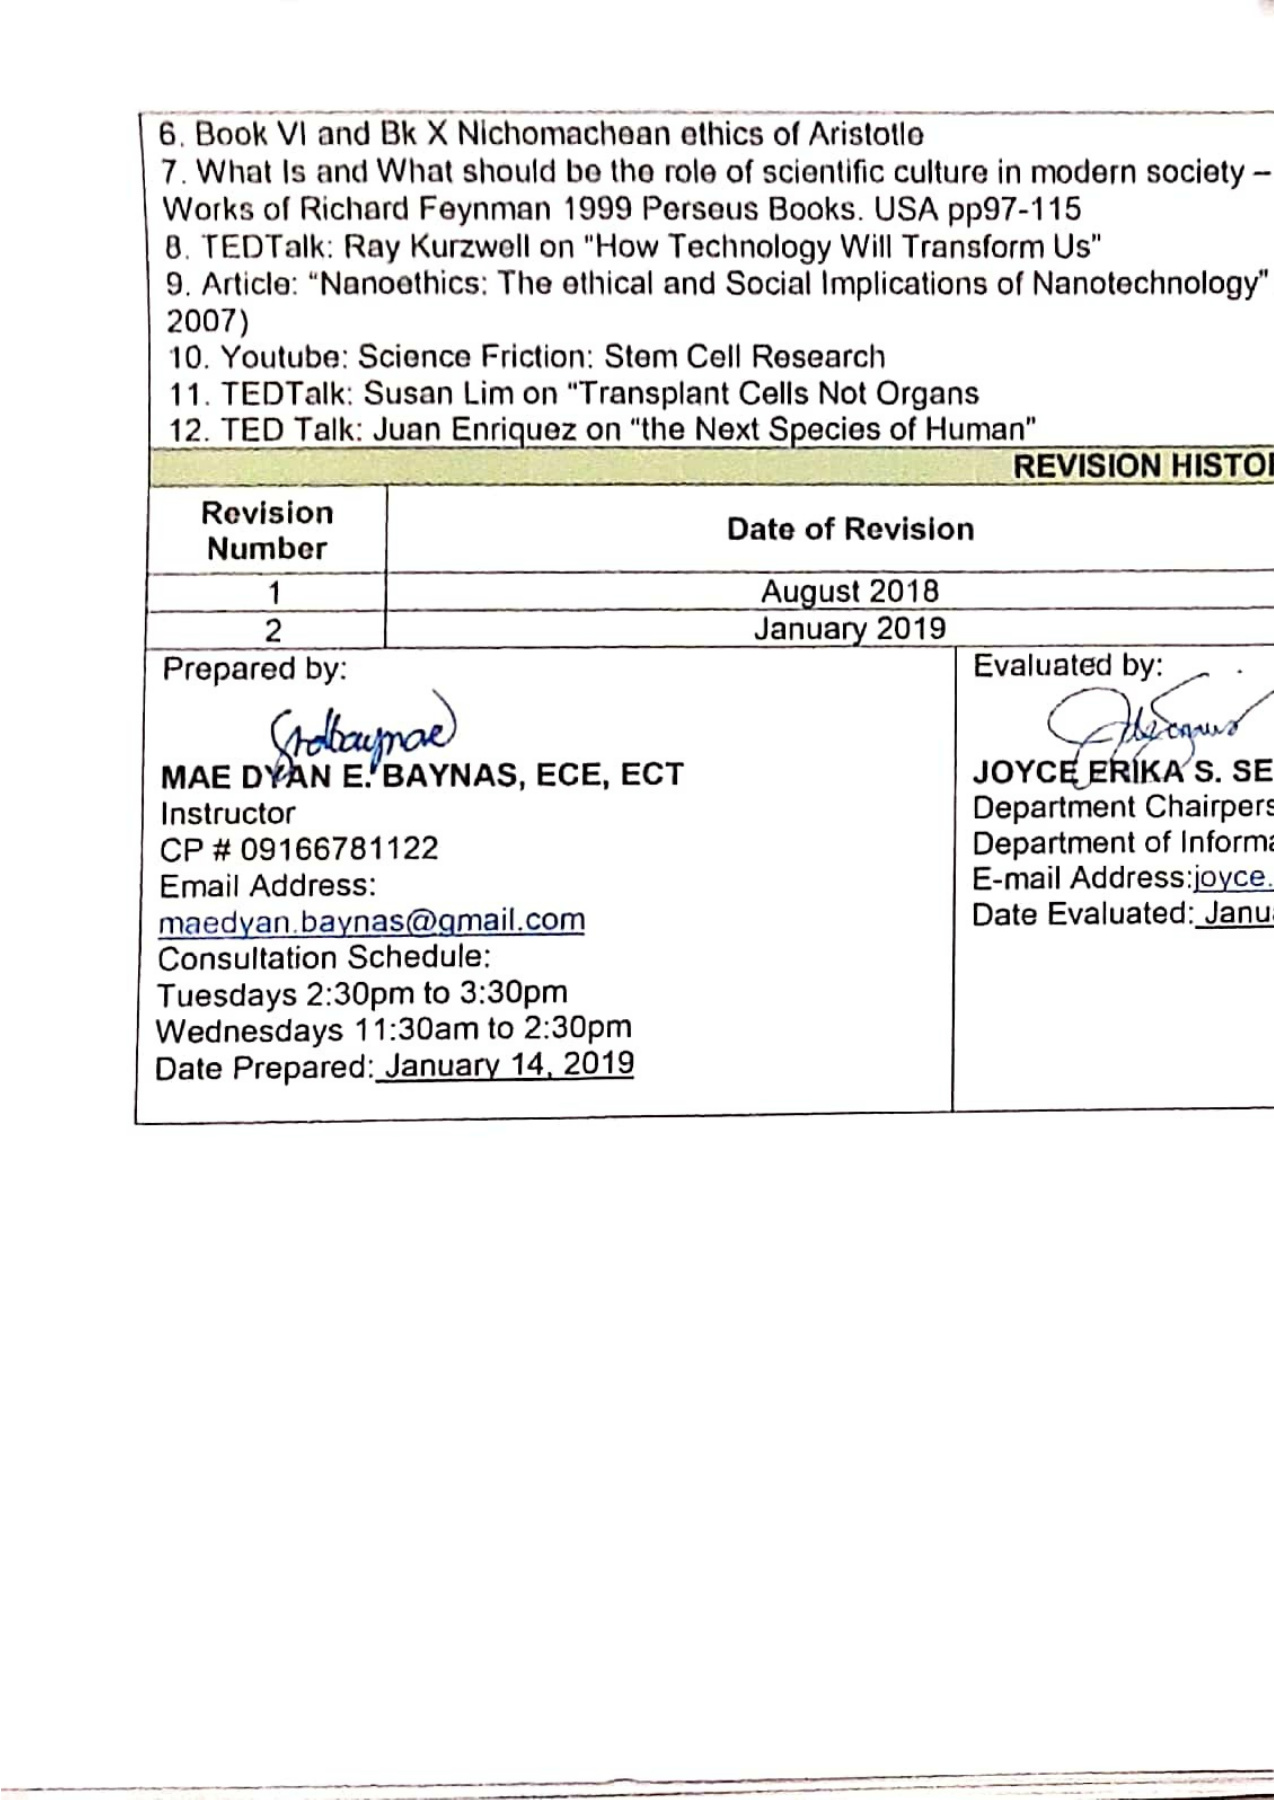 6. Book VI and Bk X Nichomachean ethics of Aristotle
7. What Is and What should be the role of scientific culture in modern society –
Works of Richard Feynman 1999 Perseus Books. USA pp97-115
8. TEDTalk: Ray Kurzwell on "How Technology Will Transform Us"
9. Article: “Nanoethics: The ethical and Social Implications of Nanotechnology"
2007)
10. Youtube: Science Friction: Stem Cell Research
11. TEDTalk: Susan Lim on "Transplant Cells Not Organs
12. TED Talk: Juan Enriquez on "the Next Species of Human"
REVISION HISTO
Revision
Number
Date of Revision
1 August 2018
2 January 2019
Prepared by:
MAE DYAN E. BAYNAS, ECE, ECT
Instructor
CP # 09166781122
Email Address:
maedyan.baynas@gmail.com
Consultation Schedule:
Tuesdays 2:30pm to 3:30pm
Wednesdays 11:30am to 2:30pm
Date Prepared: January 14, 2019
Evaluated by:
JOYCE ERIKA S. SE
Department Chairpers
Department of Informa
E-mail Address:joyce.
Date Evaluated: Janu